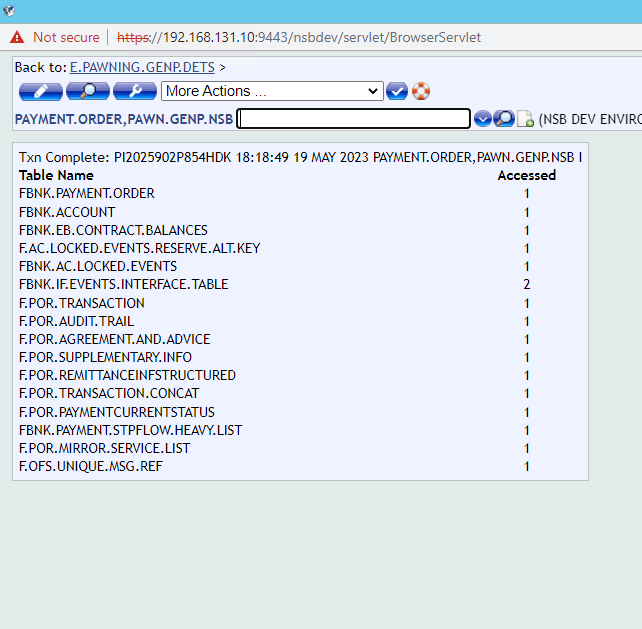 Not secure | https://192.168.131.10:9443/nsbdev/servlet/BrowserServlet
Back to: E.PAWNING.GENP.DETS >
More Actions ...
PAYMENT.ORDER,PAWN.GENP.NSB (NSB DEV ENVIRO
Txn Complete: PI2025902P854HDK 18:18:49 19 MAY 2023 PAYMENT.ORDER,PAWN.GENP.NSB I
Table Name Accessed
FBNK.PAYMENT.ORDER 1
FBNK.ACCOUNT 1
FBNK.EB.CONTRACT.BALANCES 1
F.AC.LOCKED.EVENTS.RESERVE.ALT.KEY 1
FBNK.AC.LOCKED.EVENTS 1
FBNK.IF.EVENTS.INTERFACE.TABLE 2
F.POR.TRANSACTION 1
F.POR.AUDIT.TRAIL 1
F.POR.AGREEMENT.AND.ADVICE 1
F.POR.SUPPLEMENTARY.INFO 1
F.POR.REMITTANCEINFSTRUCTURED 1
F.POR.TRANSACTION.CONCAT 1
F.POR.PAYMENTCURRENTSTATUS 1
FBNK.PAYMENT.STPFLOW.HEAVY.LIST 1
F.POR.MIRROR.SERVICE.LIST 1
F.OFS.UNIQUE.MSG.REF 1